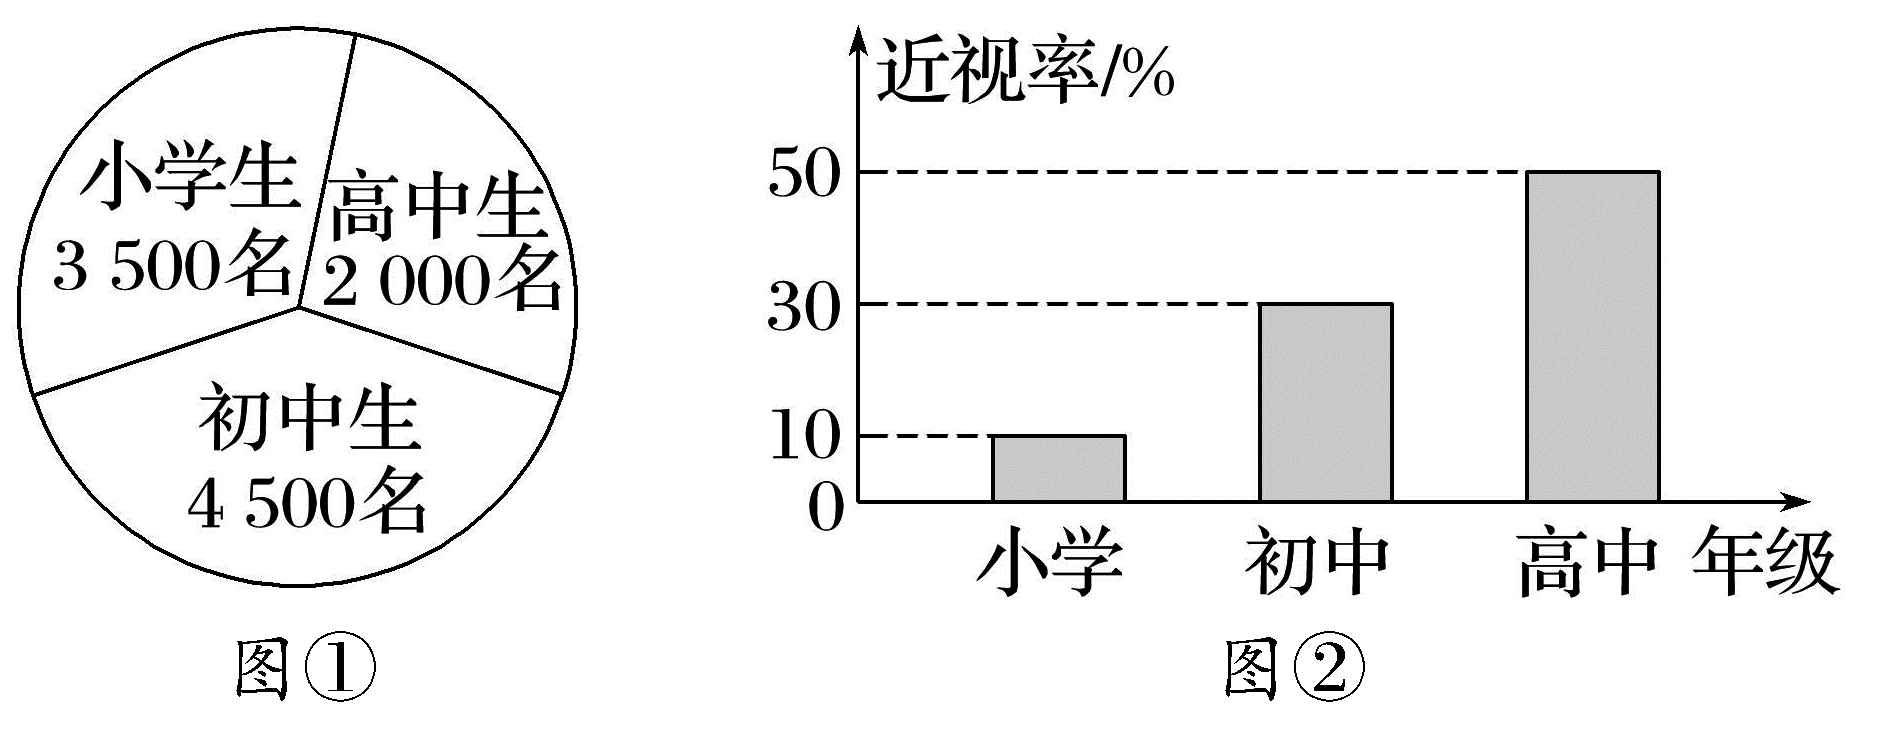 小学生
3 500名
高中生
2 000名
初中生
4 500名
图①
近视率/%
50
30
10
0
小学 初中 高中 年级
图②